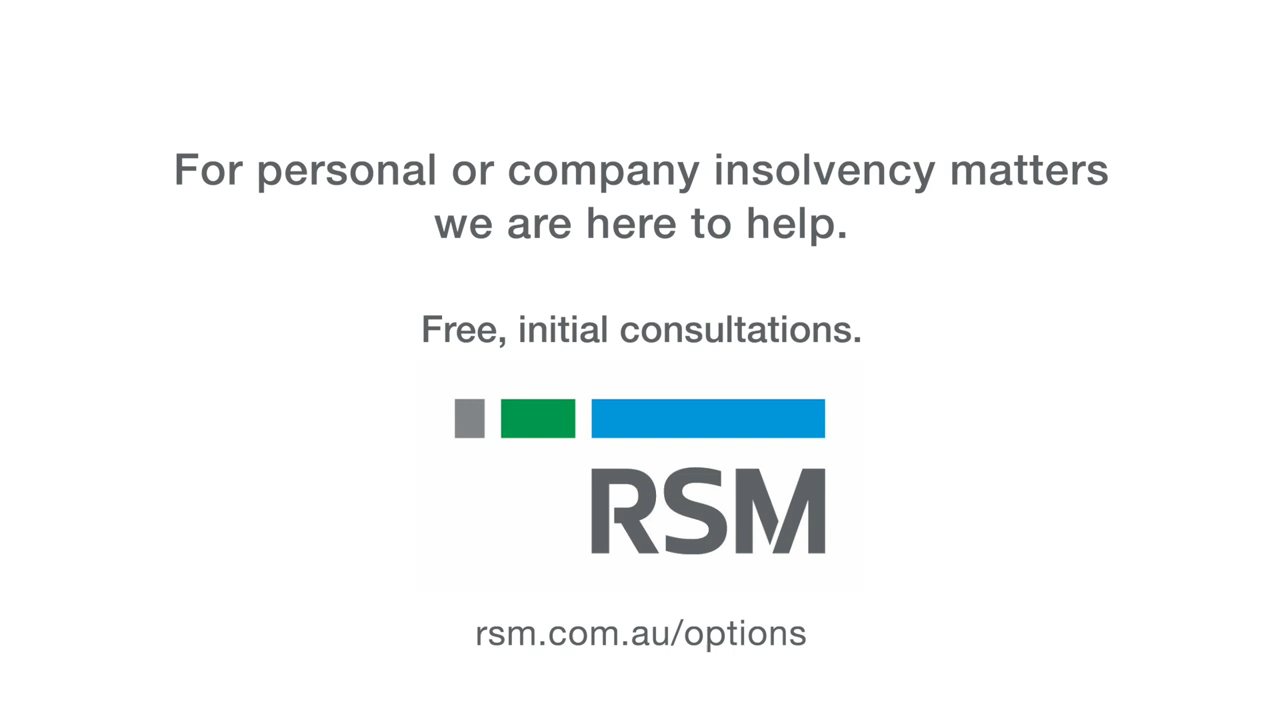 For personal or company insolvency matters
we are here to help.
Free, initial consultations.
RSM
rsm.com.au/options